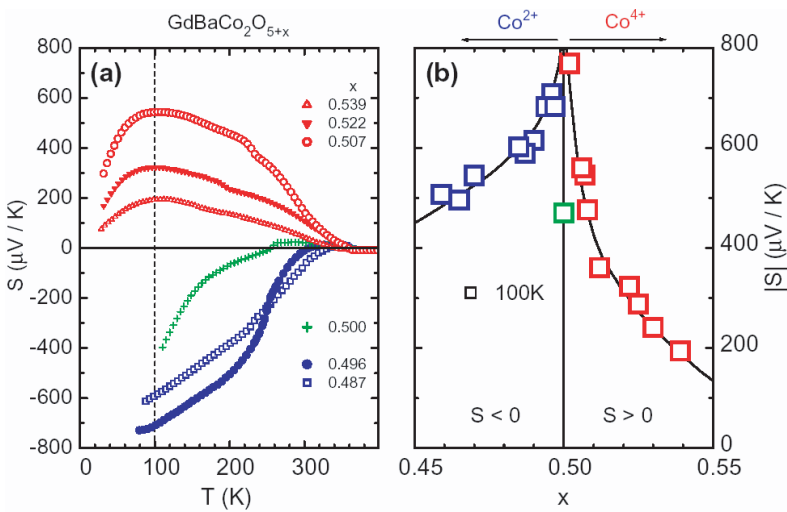 GdBaCo₂O₅₊ₓ
Co²⁺
Co⁴⁺
(a)
x
0.539
0.522
0.507
0.500
0.496
0.487
800
600
400
200
0
-200
-400
-600
-800
S (μV / K)
0
100
200
300
T (K)
(b)
100K
S < 0
S > 0
0.45
0.50
0.55
x
800
600
400
200
0
|S| (μV / K)